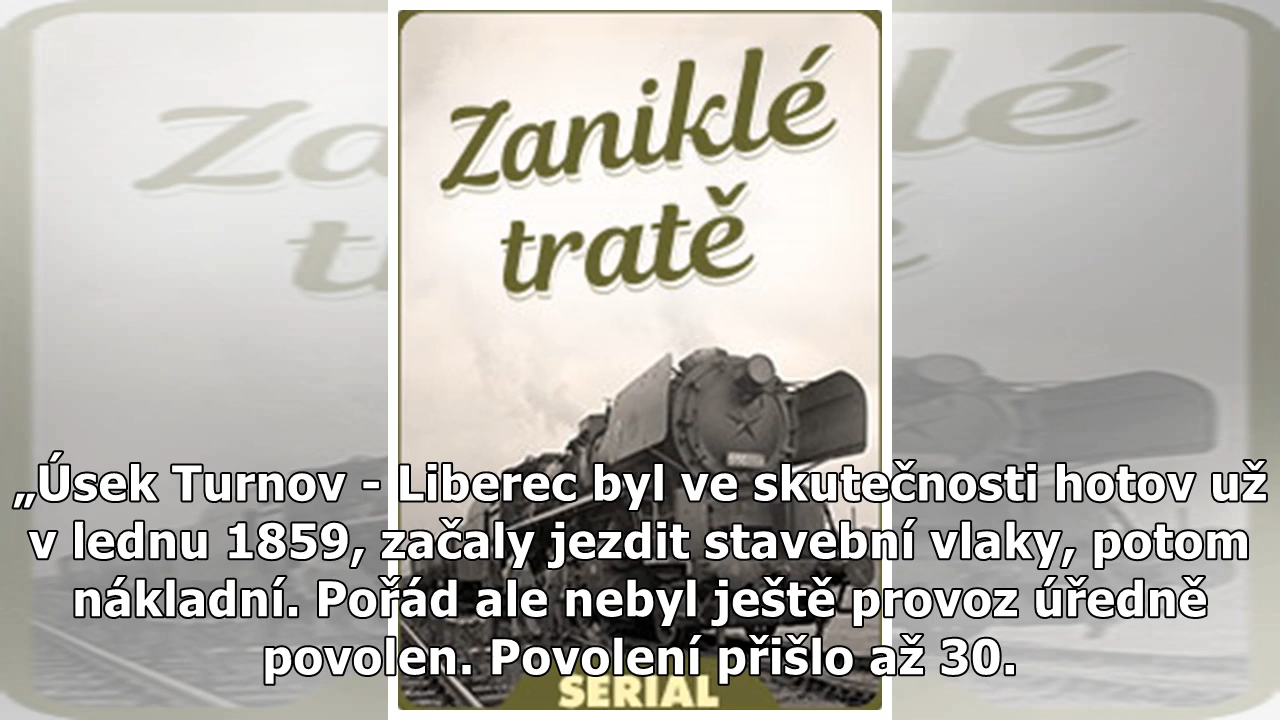 Zaniklé
tratě
„Úsek Turnov - Liberec byl ve skutečnosti hotov už
v lednu 1859, začaly jezdit stavební vlaky, potom
nákladní. Pořád ale nebyl ještě provoz úředně
povolen. Povolení přišlo až 30.
SERIÁL